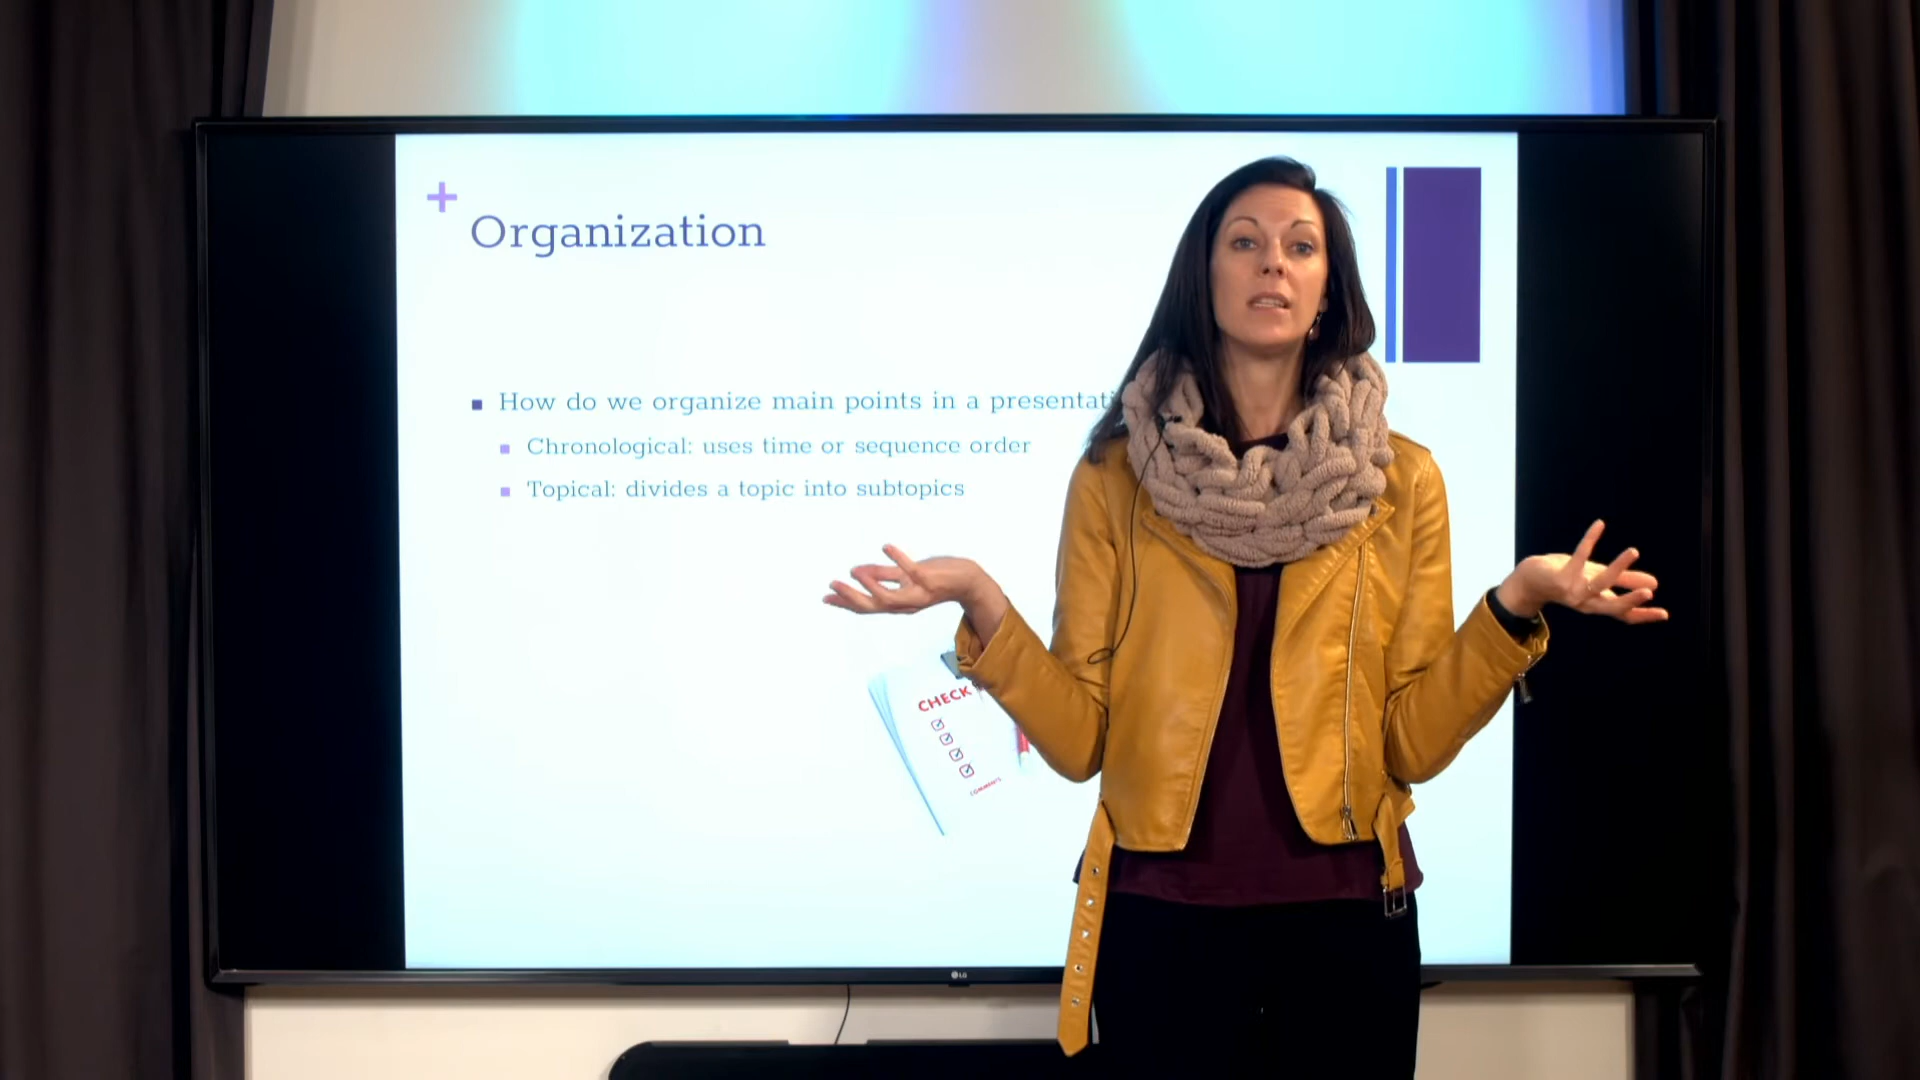 +
Organization
How do we organize main points in a
Chronological: uses time or sequence order
Topical: divides a topic into subtopics
CHECK
LG